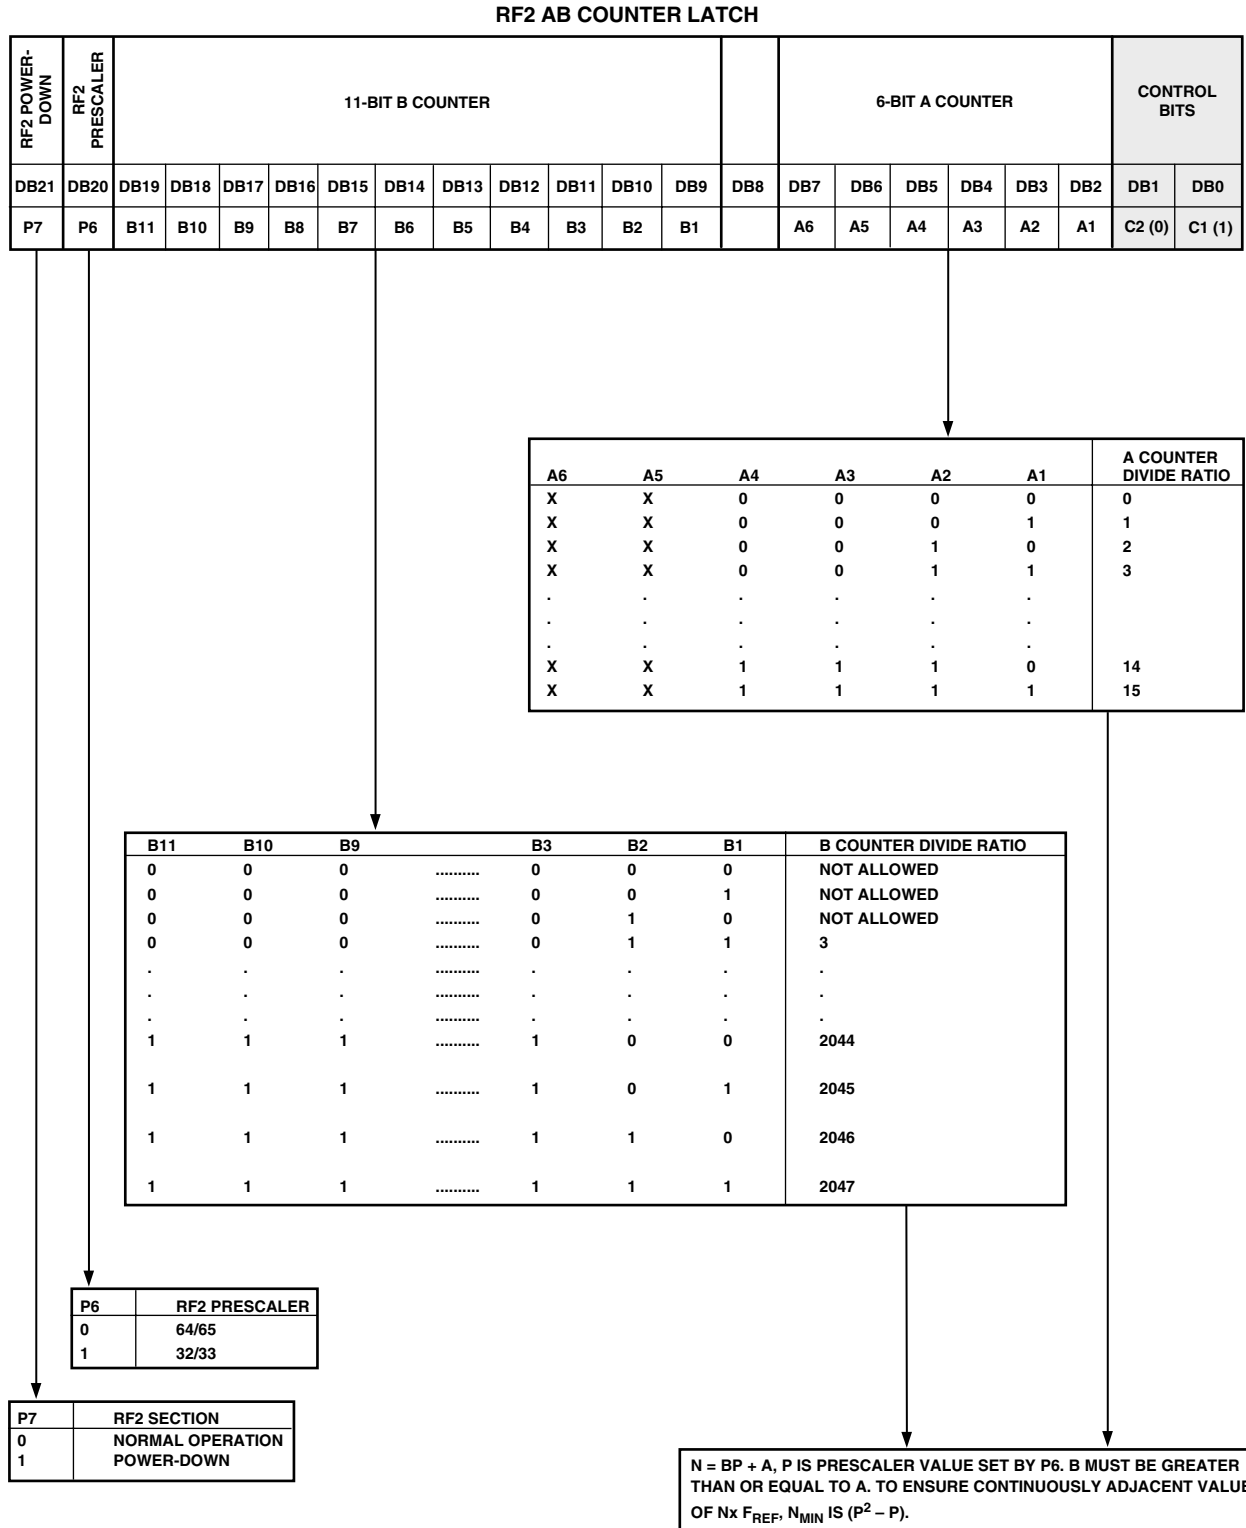 RF2 AB COUNTER LATCH
RF2 POWER-
DOWN
RF2
PRESCALER
11-BIT B COUNTER
6-BIT A COUNTER
CONTROL
BITS
DB21 DB20 DB19 DB18 DB17 DB16 DB15 DB14 DB13 DB12 DB11 DB10 DB9 DB8 DB7 DB6 DB5 DB4 DB3 DB2 DB1 DB0
P7 P6 B11 B10 B9 B8 B7 B6 B5 B4 B3 B2 B1 A6 A5 A4 A3 A2 A1 C2 (0) C1 (1)
A6 A5 A4 A3 A2 A1 A COUNTER
DIVIDE RATIO
X X 0 0 0 0 0
X X 0 0 0 1 1
X X 0 0 1 0 2
X X 0 0 1 1 3
. . . . . .
. . . . . .
. . . . . .
X X 1 1 1 0 14
X X 1 1 1 1 15
B11 B10 B9 B3 B2 B1 B COUNTER DIVIDE RATIO
0 0 0 .......... 0 0 0 NOT ALLOWED
0 0 0 .......... 0 0 1 NOT ALLOWED
0 0 0 .......... 0 1 0 NOT ALLOWED
0 0 0 .......... 0 1 1 3
. . . .......... . . . .
. . . .......... . . . .
. . . .......... . . . .
1 1 1 .......... 1 0 0 2044
1 1 1 .......... 1 0 1 2045
1 1 1 .......... 1 1 0 2046
1 1 1 .......... 1 1 1 2047
P6 RF2 PRESCALER
0 64/65
1 32/33
P7 RF2 SECTION
0 NORMAL OPERATION
1 POWER-DOWN
N = BP + A, P IS PRESCALER VALUE SET BY P6. B MUST BE GREATER
THAN OR EQUAL TO A. TO ENSURE CONTINUOUSLY ADJACENT VALUE
OF Nx F_REF, N_MIN IS (P² – P).